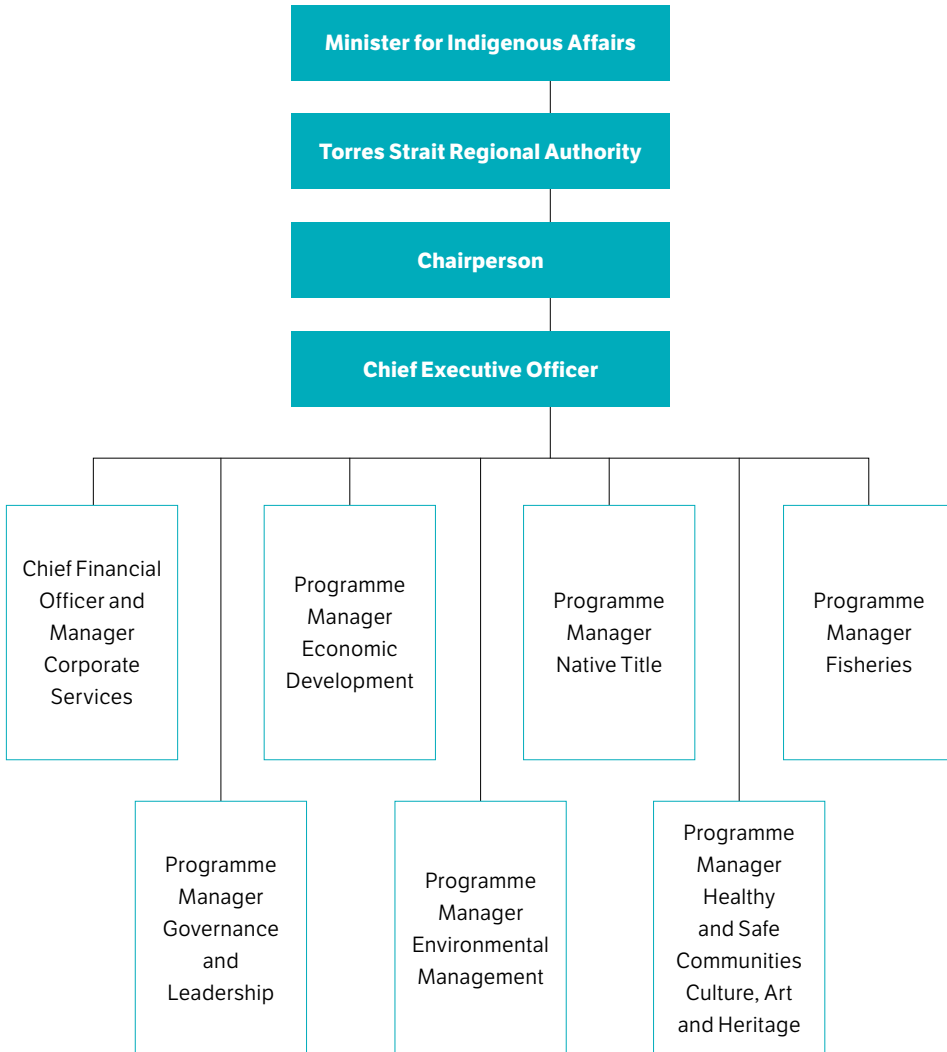 Minister for Indigenous Affairs
Torres Strait Regional Authority
Chairperson
Chief Executive Officer
Chief Financial
Officer and
Manager
Corporate
Services
Programme
Manager
Economic
Development
Programme
Manager
Native Title
Programme
Manager
Fisheries
Programme
Manager
Governance
and
Leadership
Programme
Manager
Environmental
Management
Programme
Manager
Healthy
and Safe
Communities
Culture, Art
and Heritage